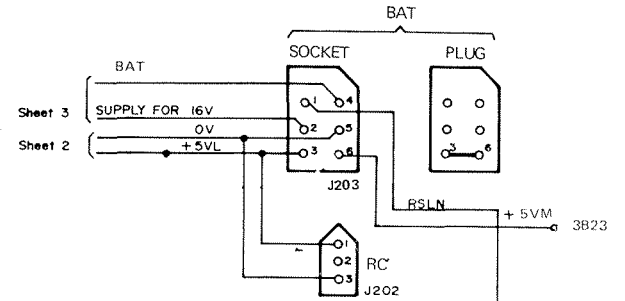 BAT
SOCKET
PLUG
BAT
1 4
Sheet 3
SUPPLY FOR 16V
2 5
0V
Sheet 2
+5VL
3 6
3 6
J203
RSLN
+5VM
3B23
1
2
RC
3
J202